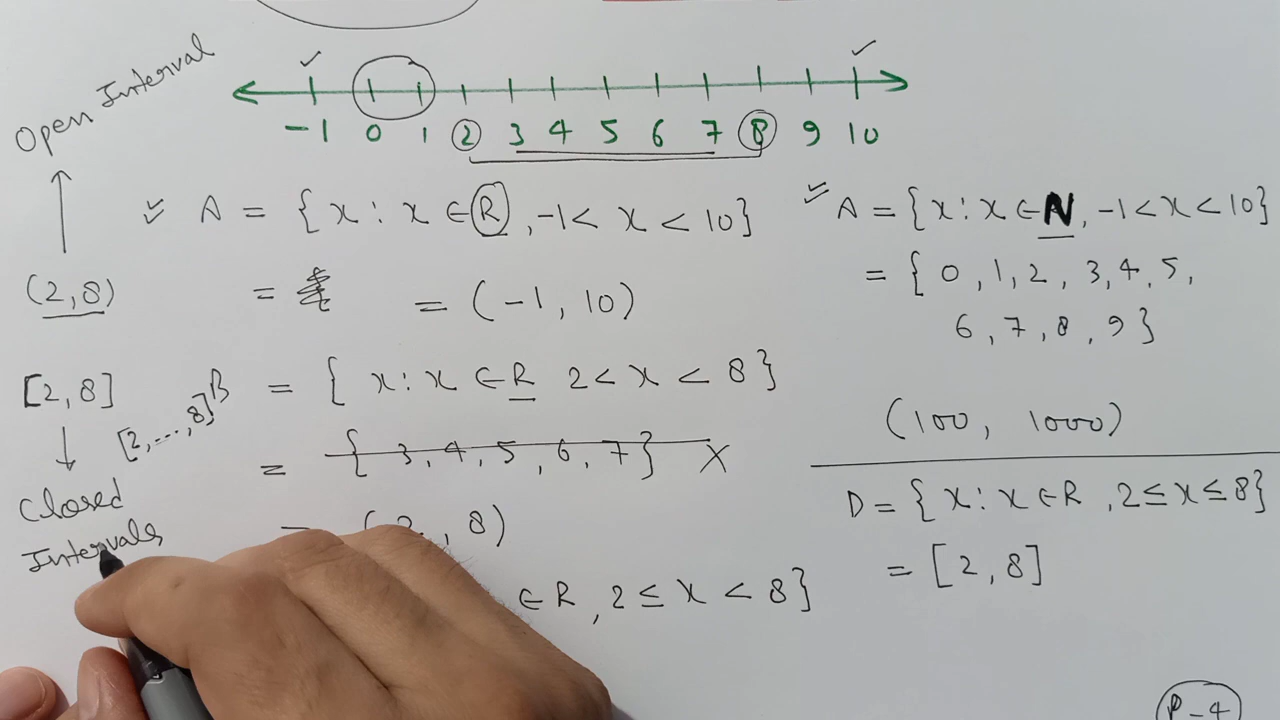 Open Interval
-1 0 1 2 3 4 5 6 7 8 9 10
A = {x : x ∈ R, -1 < x < 10}
(2, 8)
= = (-1, 10)
A = {x : x ∈ N, -1 < x < 10}
= { 0, 1, 2, 3, 4, 5,
6, 7, 8, 9}
[2, 8]
[2, ..., 8]
B = { x : x ∈ R 2 < x < 8}
= { 3, 4, 5, 6, 7} X
Closed
Intervals
= (2, 8)
∈ R, 2 ≤ x < 8}
(100, 1000)
D = {x : x ∈ R, 2 ≤ x ≤ 8}
= [2, 8]
P-4